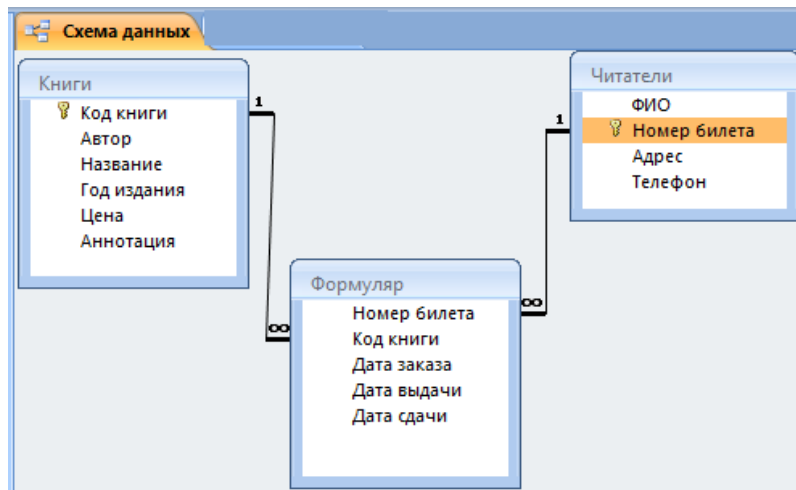 Схема данных
Книги
Код книги
Автор
Название
Год издания
Цена
Аннотация
1
∞
Формуляр
Номер билета
Код книги
Дата заказа
Дата выдачи
Дата сдачи
∞
1
Читатели
ФИО
Номер билета
Адрес
Телефон